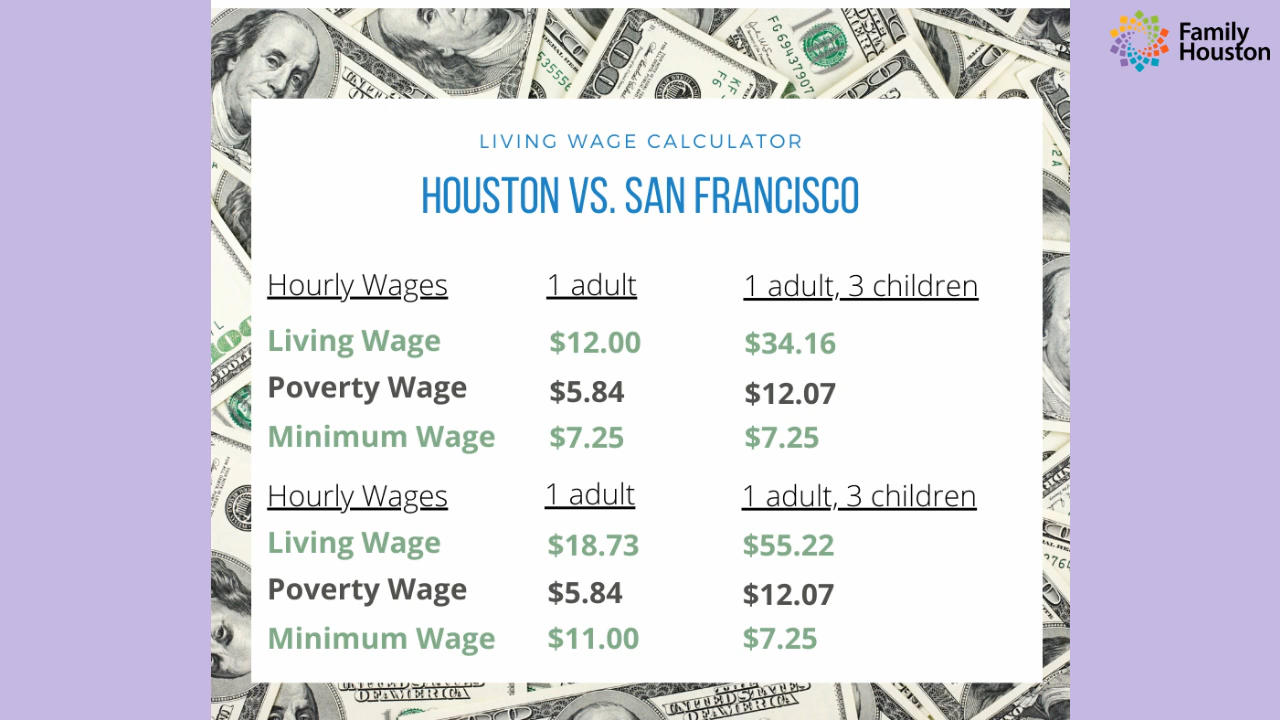 Family
Houston
LIVING WAGE CALCULATOR
HOUSTON VS. SAN FRANCISCO
Hourly Wages 1 adult 1 adult, 3 children
Living Wage $12.00 $34.16
Poverty Wage $5.84 $12.07
Minimum Wage $7.25 $7.25
Hourly Wages 1 adult 1 adult, 3 children
Living Wage $18.73 $55.22
Poverty Wage $5.84 $12.07
Minimum Wage $11.00 $7.25